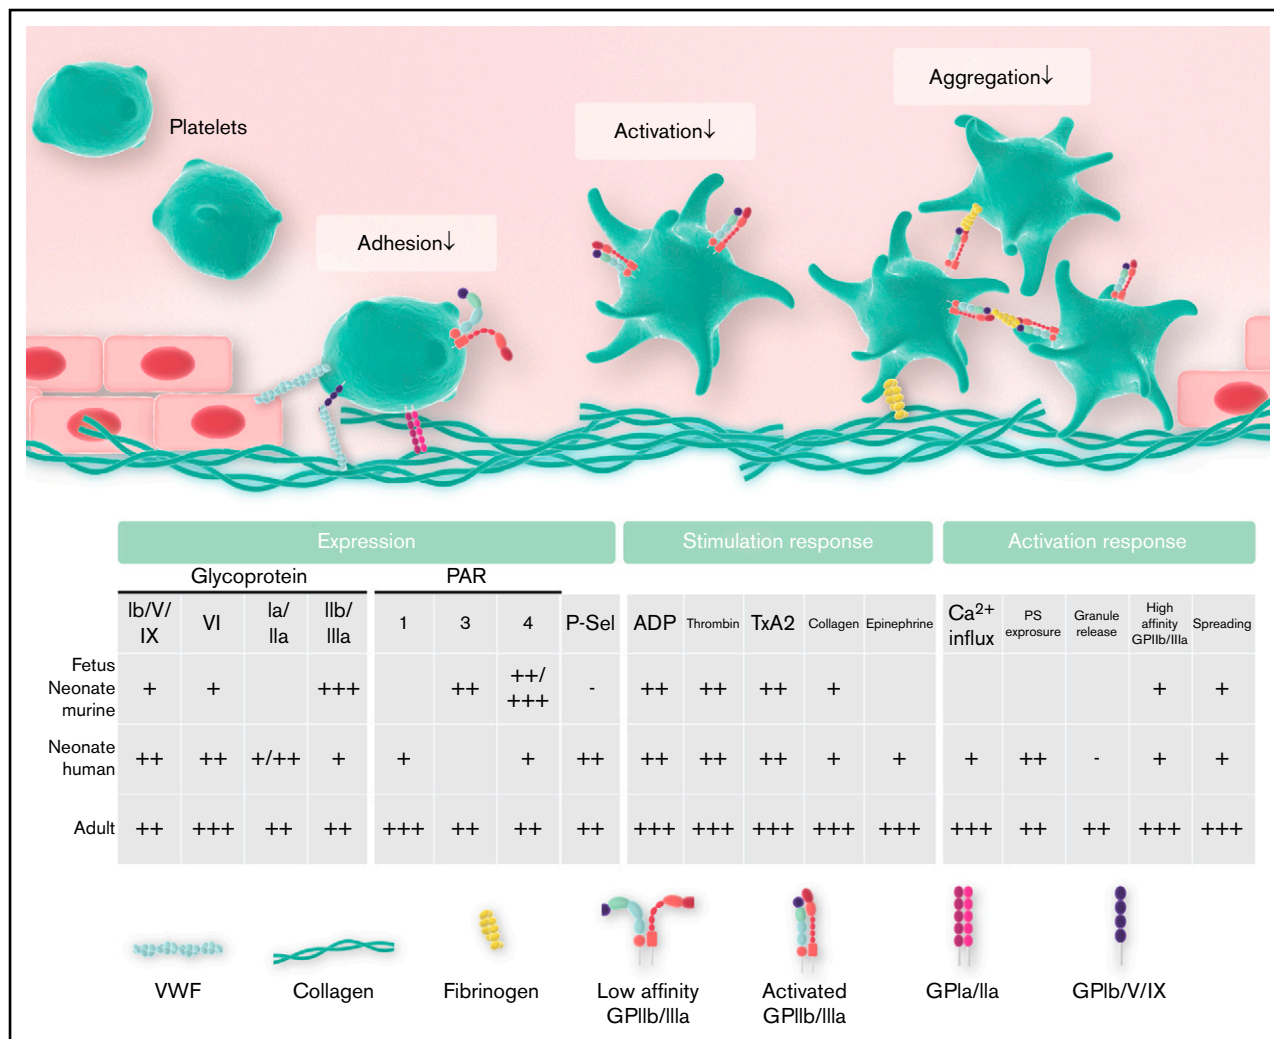 Platelets
Adhesion↓
Activation↓
Aggregation↓
Expression
Stimulation response
Activation response
Glycoprotein
PAR
Ib/V/
IX
VI
Ia/
IIa
IIb/
IIIa
1
3
4
P-Sel
ADP
Thrombin
TxA2
Collagen
Epinephrine
Ca²⁺
influx
PS
exprosure
Granule
release
High
affinity
GPIIb/IIIa
Spreading
Fetus
Neonate
murine
+ + +++ ++ ++/
+++ - ++ ++ ++ + + +
Neonate
human
++ ++ +/++ + + + ++ ++ ++ ++ + + + ++ - + +
Adult
++ +++ ++ ++ +++ ++ ++ ++ +++ +++ +++ +++ +++ +++ ++ ++ +++ +++
VWF
Collagen
Fibrinogen
Low affinity
GPIIb/IIIa
Activated
GPIIb/IIIa
GPIa/IIa
GPIb/V/IX